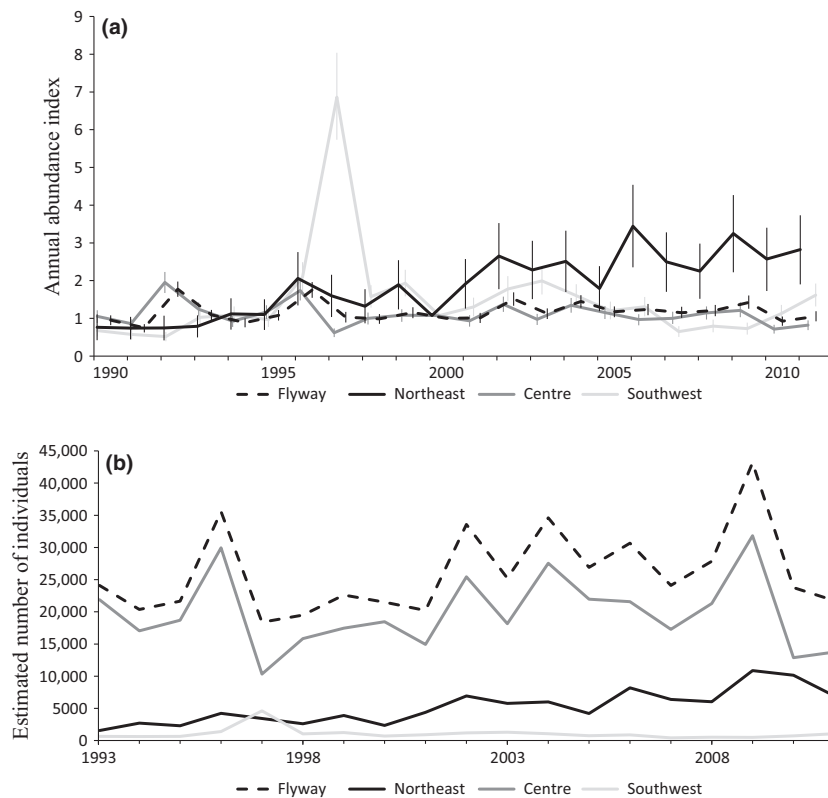 (a)
Annual abundance index
9
8
7
6
5
4
3
2
1
0
1990 1995 2000 2005 2010
Flyway Northeast Centre Southwest
(b)
Estimated number of individuals
45,000
40,000
35,000
30,000
25,000
20,000
15,000
10,000
5000
0
1993 1998 2003 2008
Flyway Northeast Centre Southwest